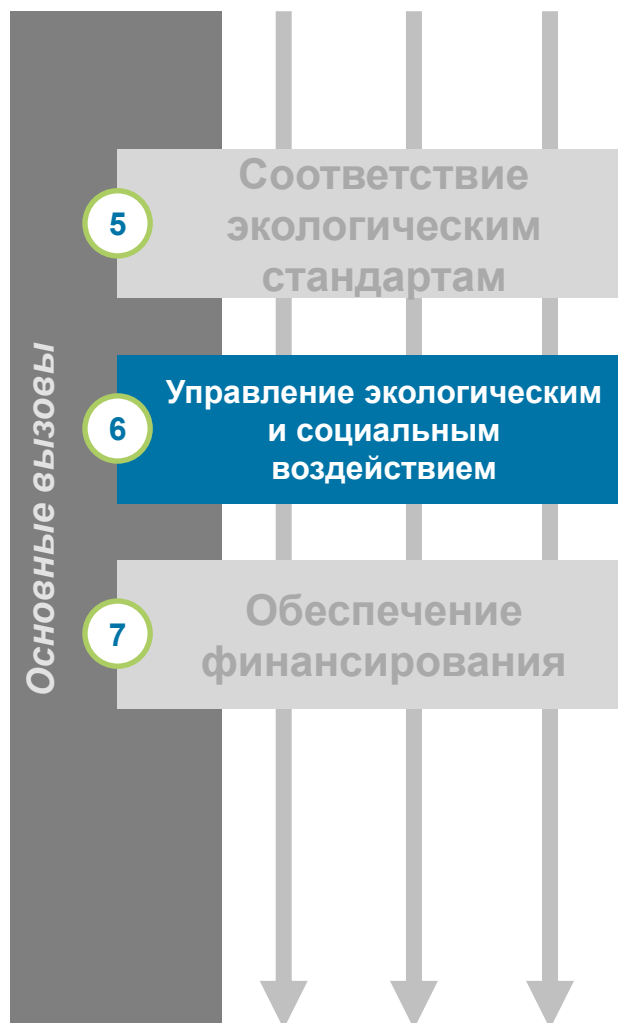 Основные вызовы
5
Соответствие
экологическим
стандартам
6
Управление экологическим
и социальным
воздействием
7
Обеспечение
финансирования